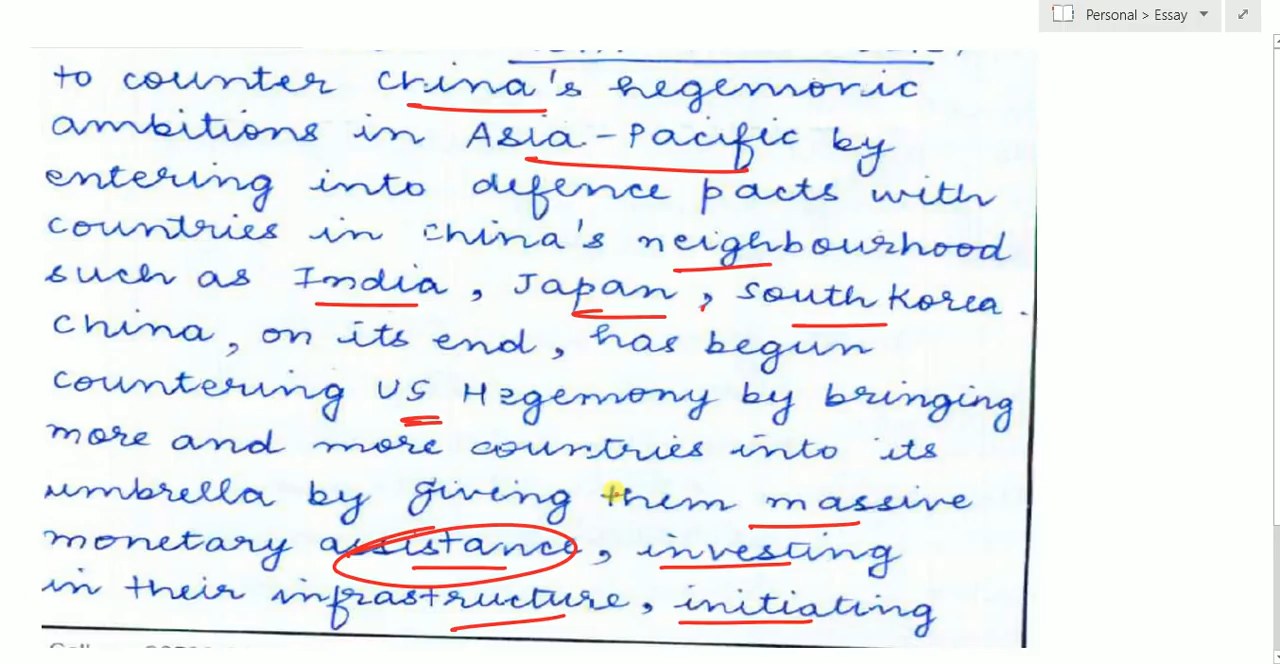 Personal > Essay
to counter China's hegemonic
ambitions in Asia-Pacific by
entering into defence pacts with
countries in China's neighbourhood
such as India, Japan, South Korea.
China, on its end, has begun
countering US Hegemony by bringing
more and more countries into its
umbrella by giving them massive
monetary assistance, investing
in their infrastructure, initiating